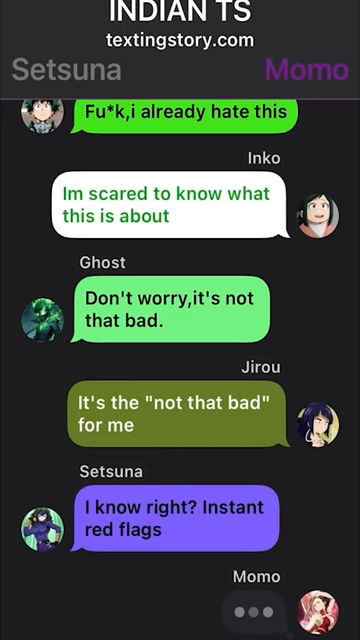 INDIAN TS
textingstory.com
Setsuna Momo
Fu*k,i already hate this
Inko
Im scared to know what
this is about
Ghost
Don't worry,it's not
that bad.
Jirou
It's the "not that bad"
for me
Setsuna
I know right? Instant
red flags
Momo